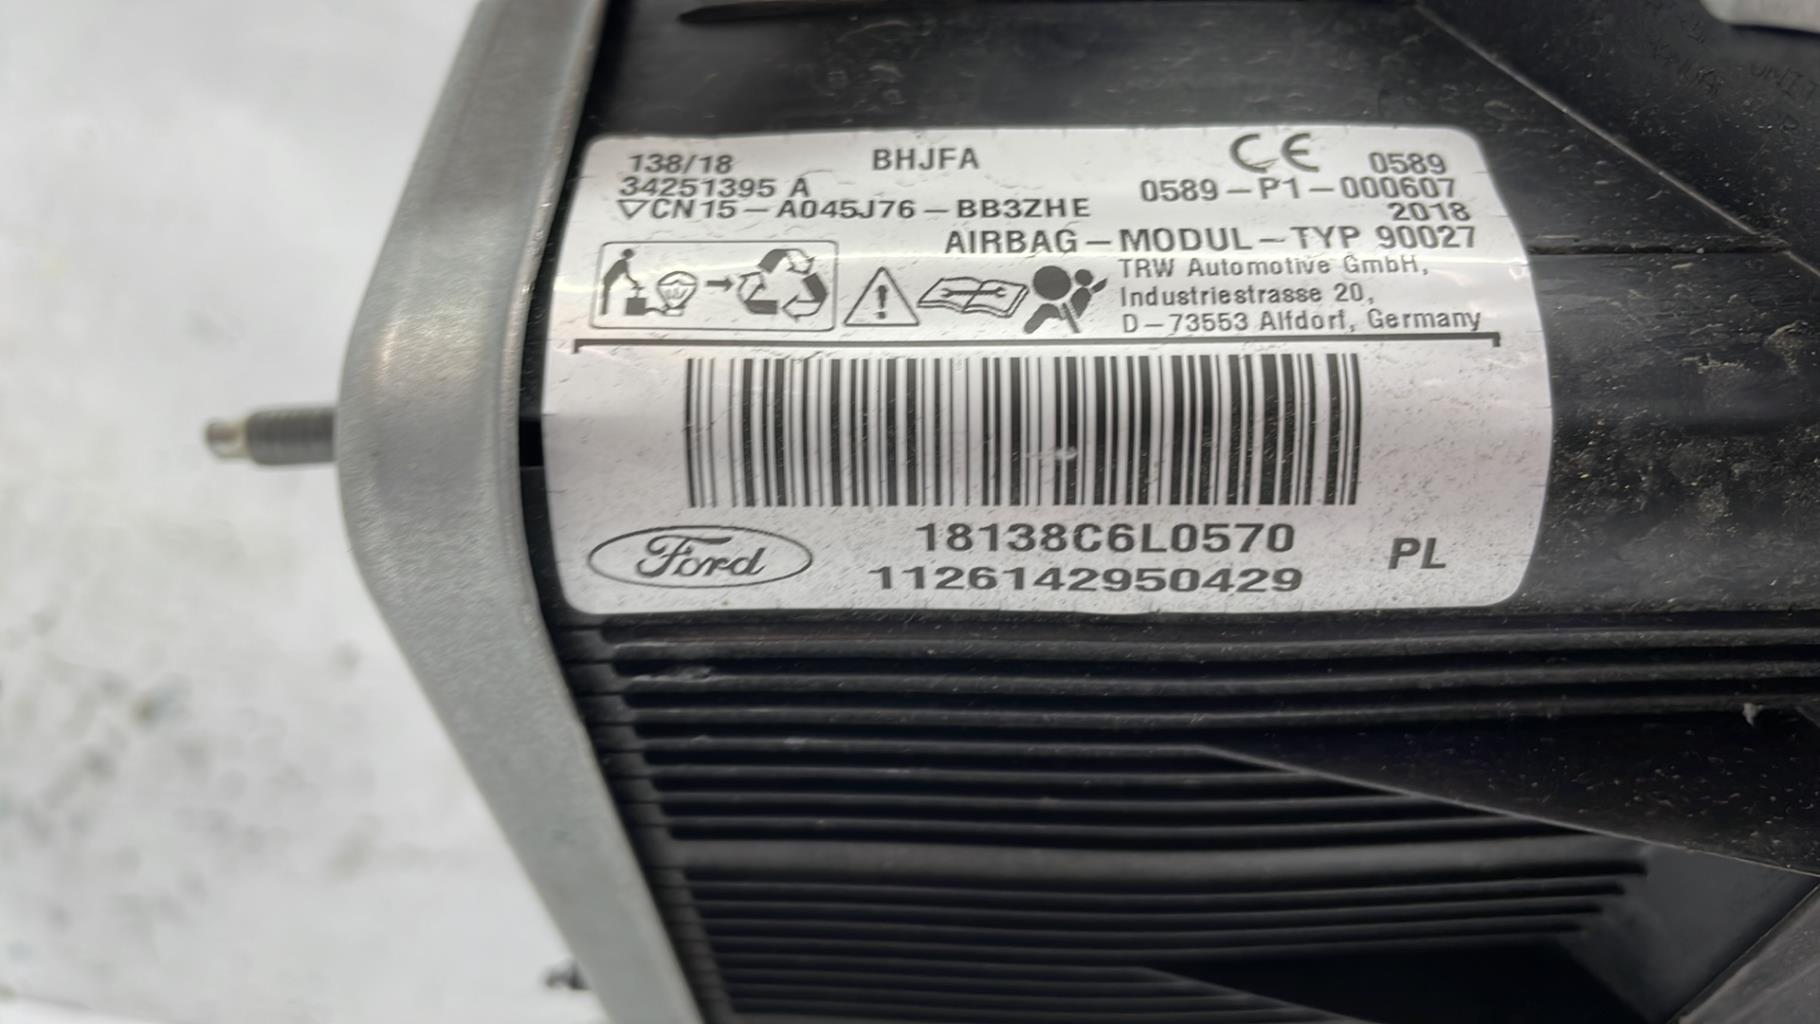 138/18 BHJFA CE 0589
34251395 A 0589-P1-000607
▽CN15-A045J76-BB3ZHE 2018
AIRBAG-MODUL-TYP 90027
TRW Automotive GmbH,
Industriestrasse 20,
D-73553 Alfdorf, Germany
Ford 18138C6L0570 PL
1126142950429